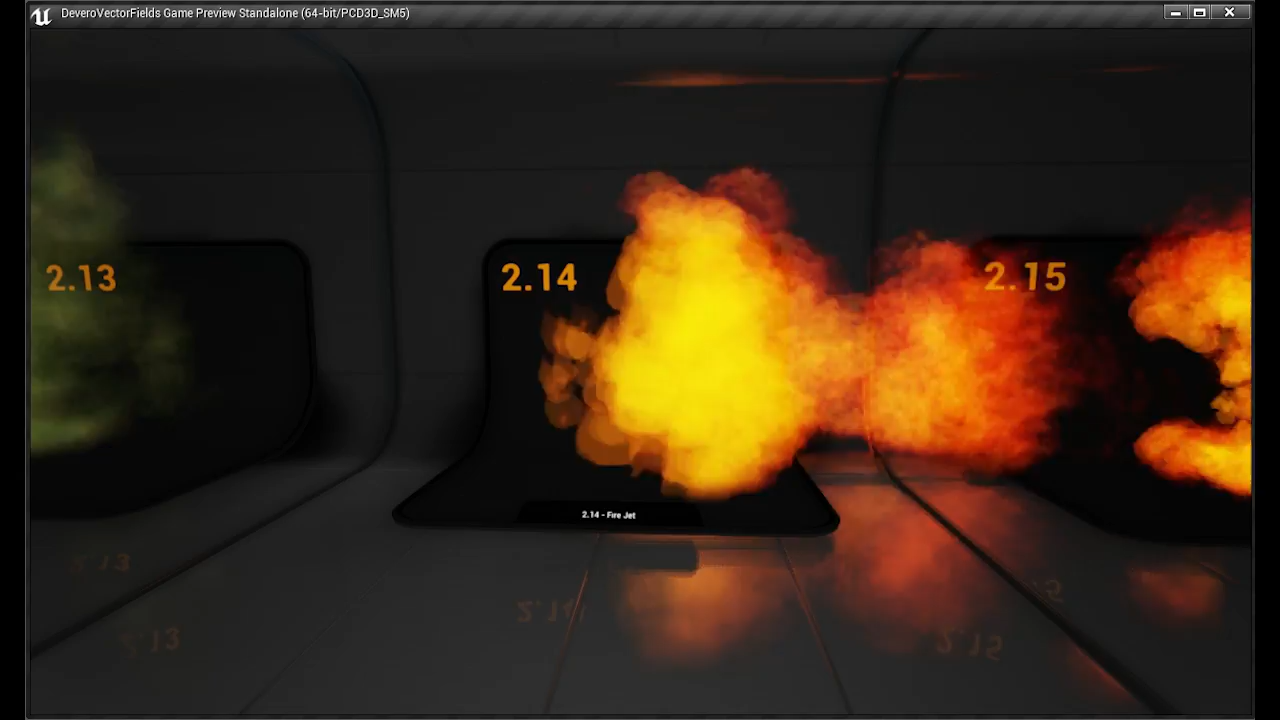 DeveroVectorFields Game Preview Standalone (64-bit/PCD3D_SM5)
2.13
2.14
2.15
2.14 - Fire Jet